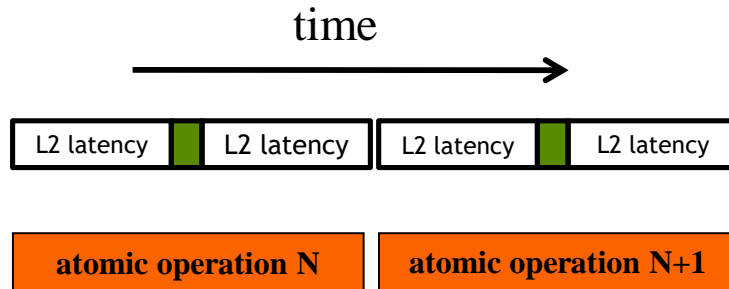 time
L2 latency L2 latency L2 latency L2 latency
atomic operation N atomic operation N+1